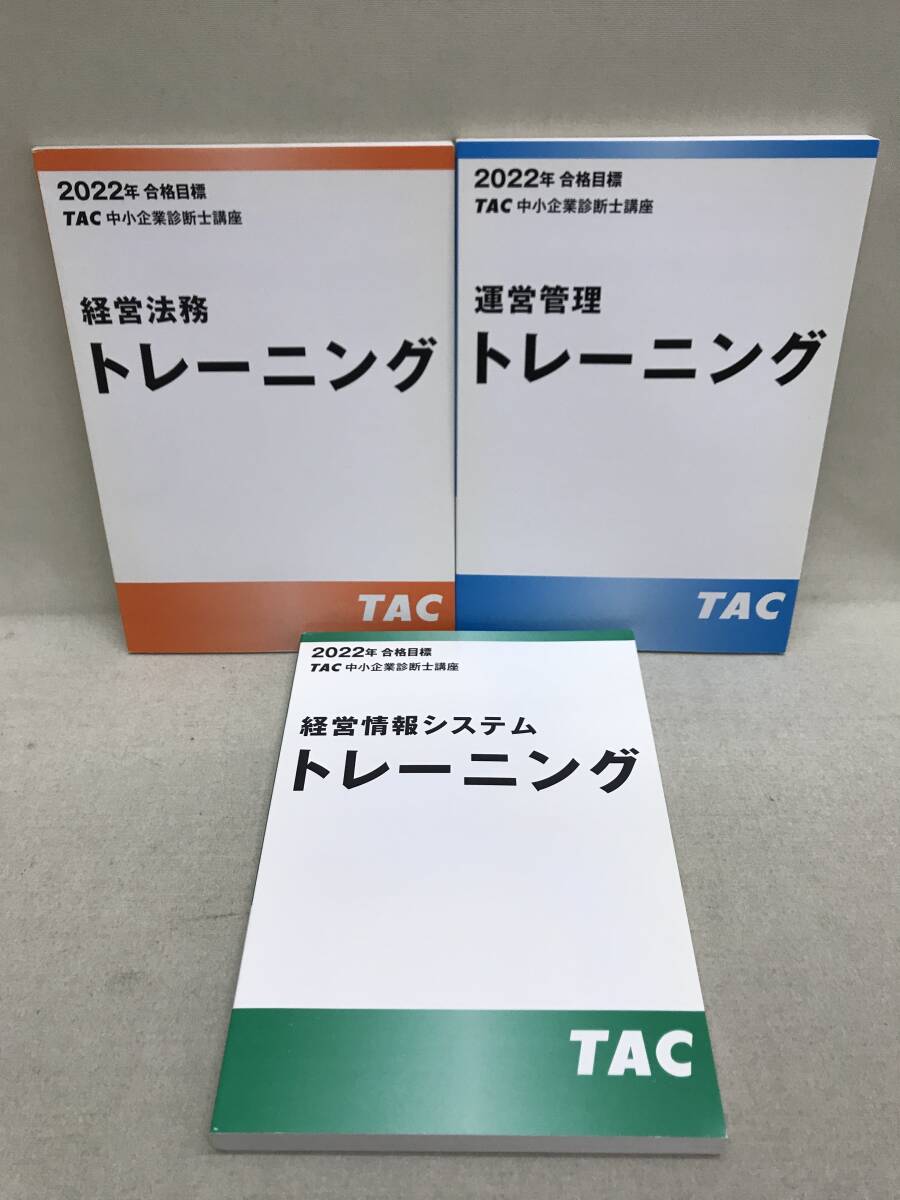 2022年 合格目標
TAC 中小企業診断士講座
経営法務
トレーニング
TAC
2022年 合格目標
TAC 中小企業診断士講座
運営管理
トレーニング
TAC
2022年 合格目標
TAC 中小企業診断士講座
経営情報システム
トレーニング
TAC